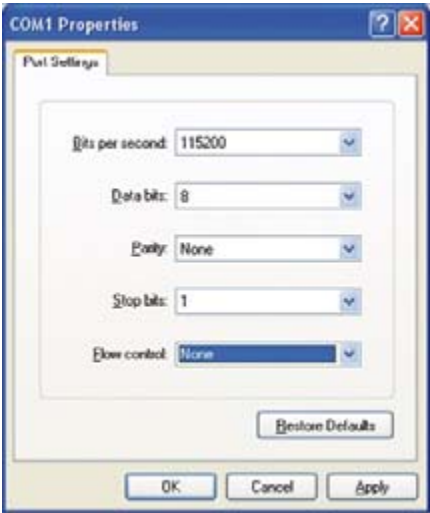 COM1 Properties
Port Settings
Bits per second: 115200
Data bits: 8
Parity: None
Stop bits: 1
Flow control: None
Restore Defaults
OK Cancel Apply